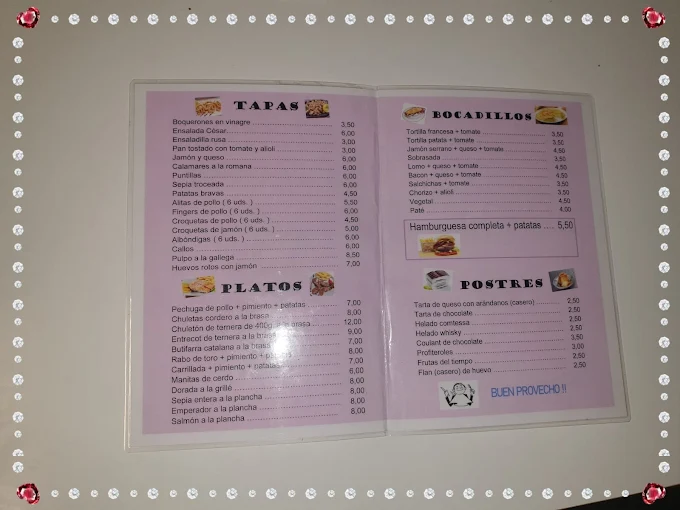 TAPAS
Boquerones en vinagre 3,50
Ensalada César 6,00
Ensaladilla rusa 3,00
Pan tostado con tomate y alioli 3,00
Jamón y queso 6,00
Calamares a la romana 6,00
Puntillas 6,00
Sepia troceada 6,00
Patatas bravas 4,50
Alitas de pollo ( 6 uds. ) 5,50
Fingers de pollo ( 6 uds. ) 6,00
Croquetas de pollo ( 6 uds. ) 4,50
Croquetas de jamón ( 6 uds. ) 5,00
Albóndigas ( 6 uds. ) 6,00
Callos 6,00
Pulpo a la gallega 8,50
Huevos rotos con jamón 7,00
PLATOS
Pechuga de pollo + pimiento + patatas 7,00
Chuletas cordero a la brasa 8,00
Chuletón de ternera de 400g a la brasa 12,00
Entrecot de ternera a la brasa 9,00
Butifarra catalana a la brasa 7,00
Rabo de toro + pimiento + patatas 8,00
Carrillada + pimiento + patatas 7,00
Manitas de cerdo 6,00
Dorada a la grille 8,00
Sepia entera a la plancha 8,00
Emperador a la plancha 8,00
Salmón a la plancha 8,00
BOCADILLOS
Tortilla francesa + tomate 3,50
Tortilla patata + tomate 3,50
Jamón serrano + queso + tomate 4,50
Sobrasada 3,50
Lomo + queso + tomate 4,50
Bacon + queso + tomate 4,50
Salchichas + tomate 3,50
Chorizo + alioli 3,50
Vegetal 4,50
Paté 4,00
Hamburguesa completa + patatas .... 5,50
POSTRES
Tarta de queso con arándanos (casero) 2,50
Tarta de chocolate 2,50
Helado comtessa 2,50
Helado whisky 2,50
Coulant de chocolate 3,50
Profiteroles 3,00
Frutas del tiempo 2,50
Flan (casero) de huevo 2,50
BUEN PROVECHO !!